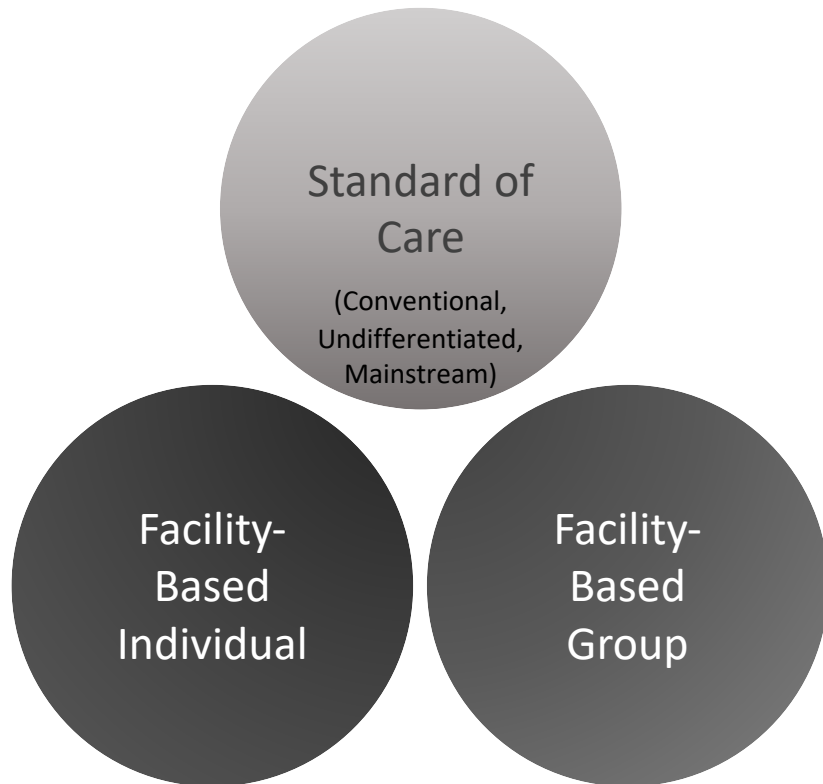 Standard of
Care
(Conventional,
Undifferentiated,
Mainstream)
Facility-
Based
Individual
Facility-
Based
Group